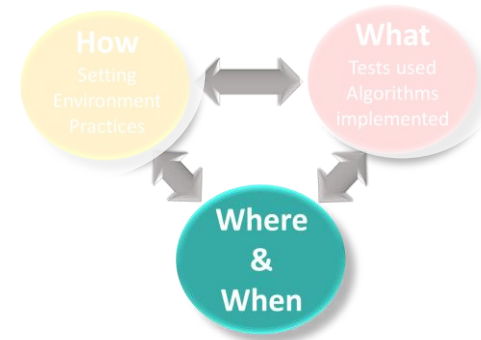 How
Setting
Environment
Practices
What
Tests used
Algorithms
implemented
Where
&
When